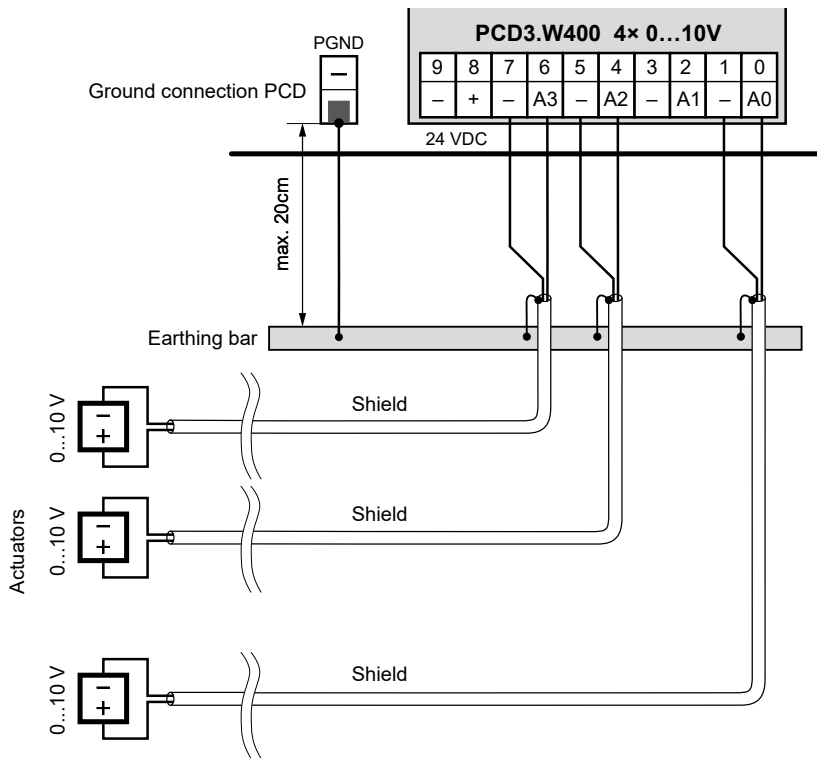 PCD3.W400 4× 0...10V
PGND
9 8 7 6 5 4 3 2 1 0
– + – A3 – A2 – A1 – A0
–
Ground connection PCD
24 VDC
max. 20cm
Earthing bar
0...10 V
–
+
Shield
Actuators
0...10 V
–
+
Shield
0...10 V
–
+
Shield